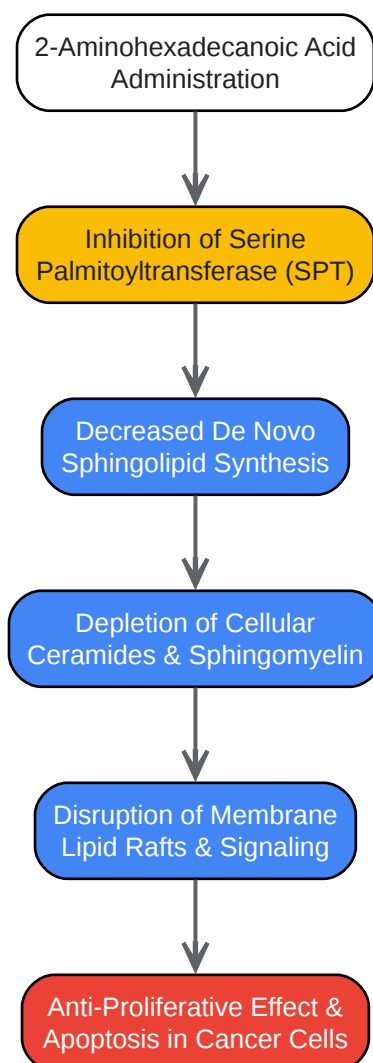 2-Aminohexadecanoic Acid
Administration
Inhibition of Serine
Palmitoyltransferase (SPT)
Decreased De Novo
Sphingolipid Synthesis
Depletion of Cellular
Ceramides & Sphingomyelin
Disruption of Membrane
Lipid Rafts & Signaling
Anti-Proliferative Effect &
Apoptosis in Cancer Cells